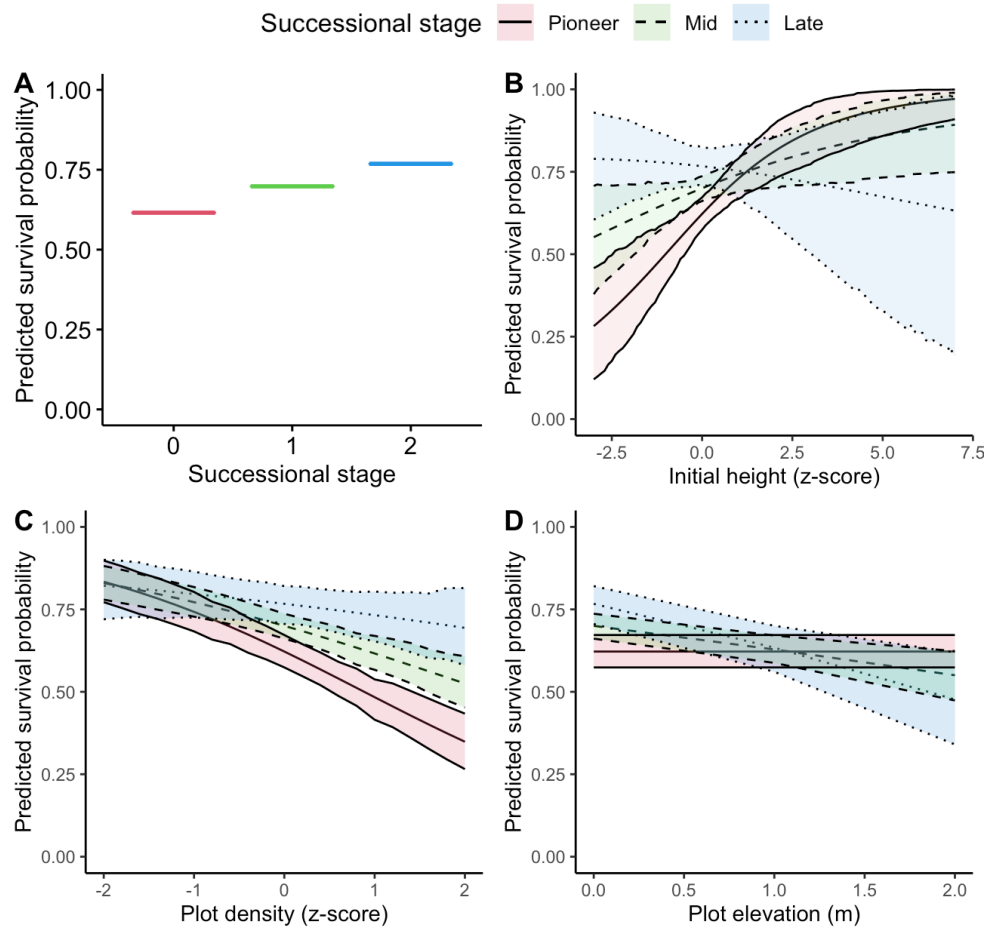 Successional stage Pioneer Mid Late
A
Predicted survival probability
1.00
0.75
0.50
0.25
0.00
0 1 2
Successional stage
B
Predicted survival probability
1.00
0.75
0.50
0.25
0.00
-2.5 0.0 2.5 5.0 7.5
Initial height (z-score)
C
Predicted survival probability
1.00
0.75
0.50
0.25
0.00
-2 -1 0 1 2
Plot density (z-score)
D
Predicted survival probability
1.00
0.75
0.50
0.25
0.00
0.0 0.5 1.0 1.5 2.0
Plot elevation (m)